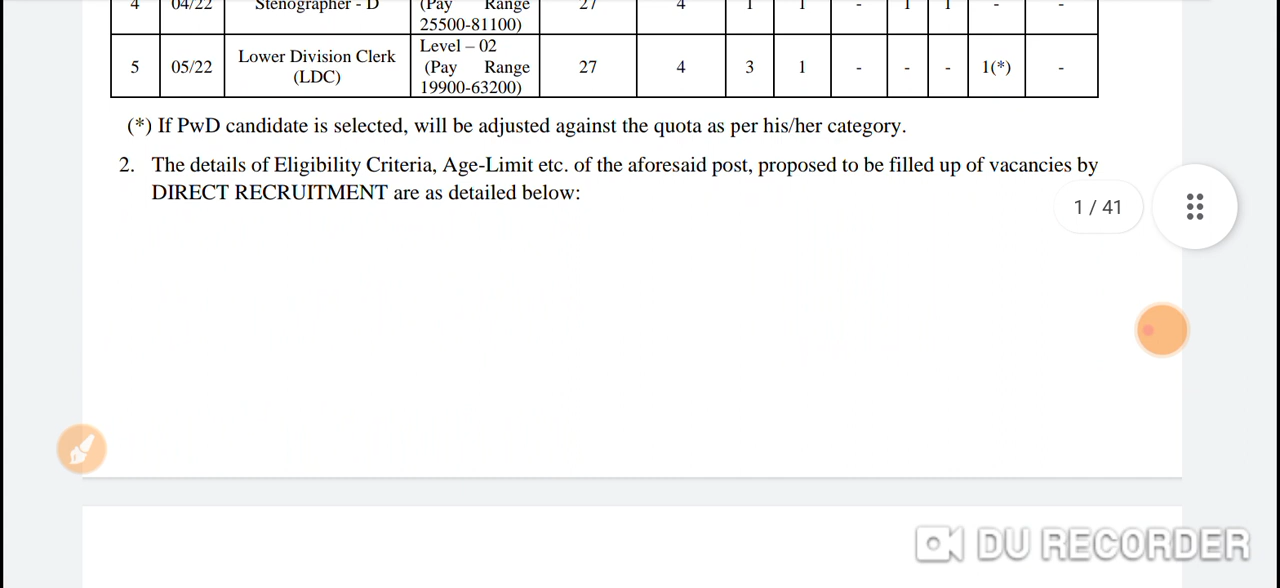 4 04/22 Stenographer - D (Pay Range 27 4 1 1 - 1 1 - -
25500-81100)
Level – 02
5 05/22 Lower Division Clerk (Pay Range 27 4 3 1 - - - 1(*) -
(LDC) 19900-63200)
(*) If PwD candidate is selected, will be adjusted against the quota as per his/her category.
2. The details of Eligibility Criteria, Age-Limit etc. of the aforesaid post, proposed to be filled up of vacancies by
DIRECT RECRUITMENT are as detailed below:
1 / 41
DU RECORDER